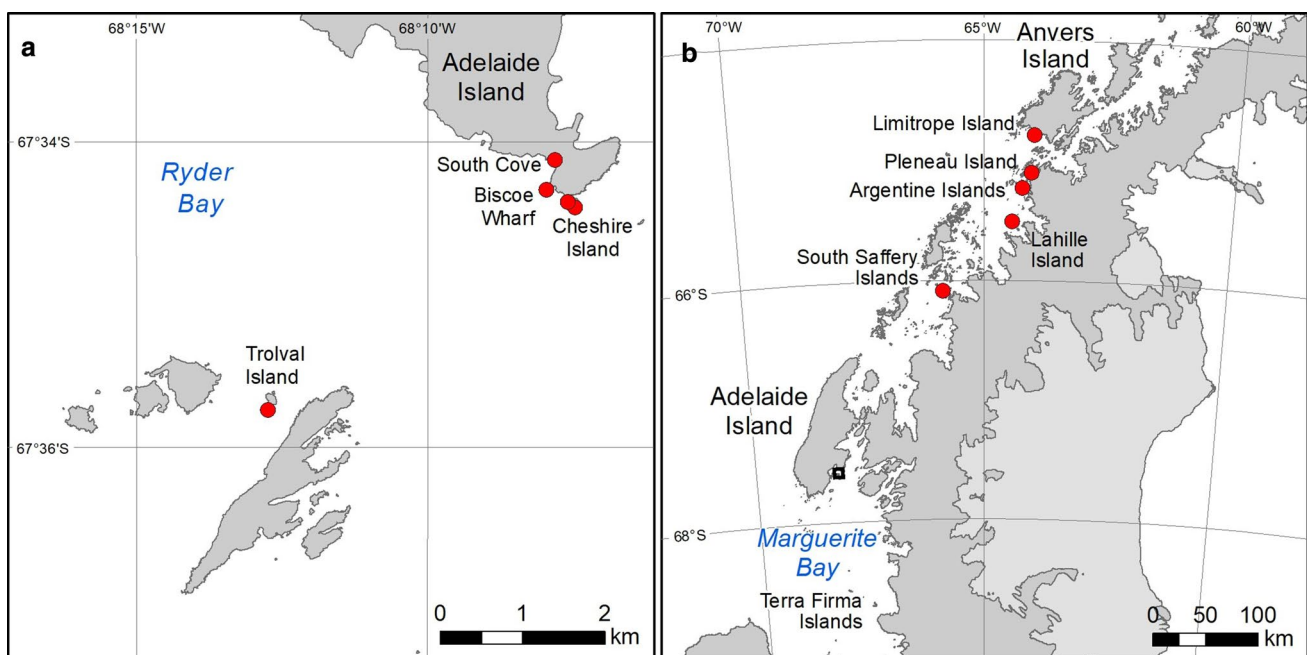 a
68°15'W
68°10'W
Adelaide
Island
67°34'S
South Cove
Ryder
Bay
Biscoe
Wharf
Cheshire
Island
Trolval
Island
67°36'S
0 1 2
km
b
70°W
65°W
60°W
Anvers
Island
Limitrope Island
Pleneau Island
Argentine Islands
Lahille
Island
South Saffery
Islands
66°S
Adelaide
Island
68°S
Marguerite
Bay
Terra Firma
Islands
0 50 100
km